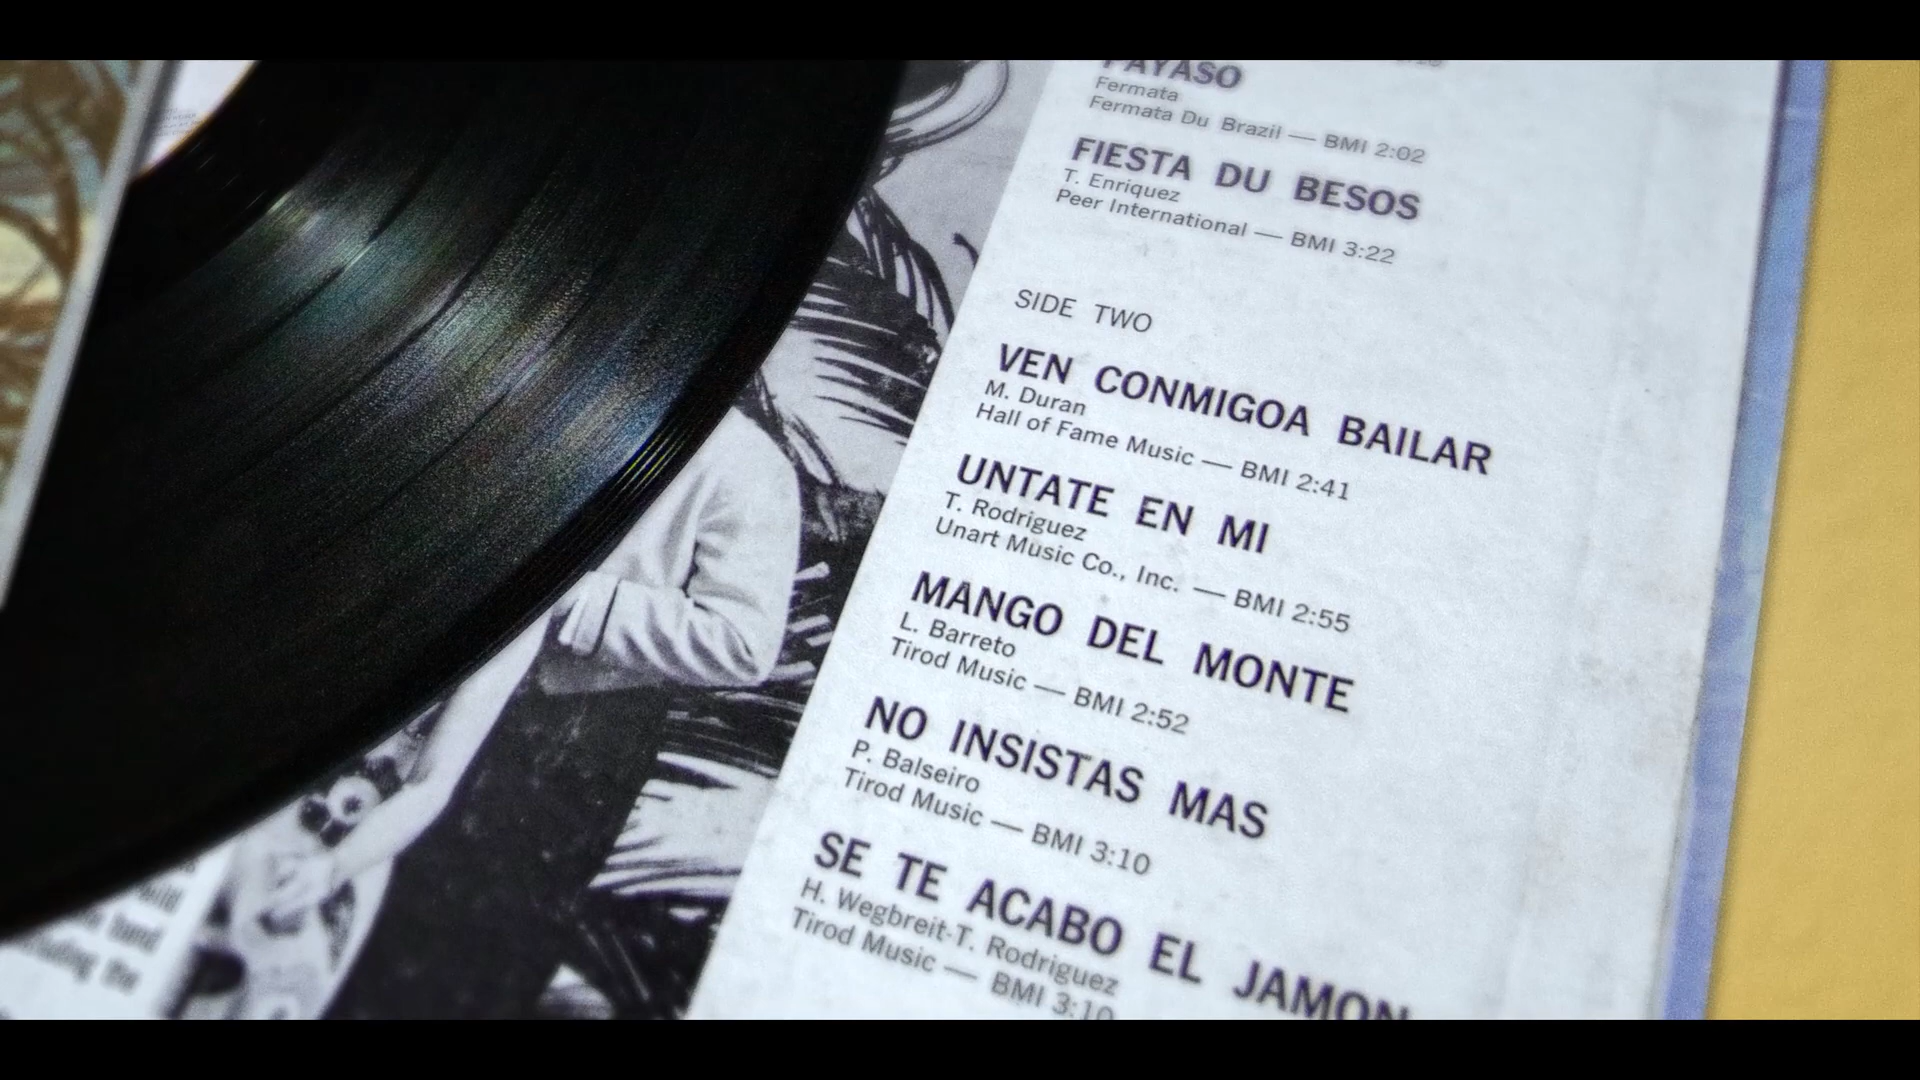 PAYASO
Fermata
Fermata Du Brazil — BMI 2:02
FIESTA DU BESOS
T. Enriquez
Peer International — BMI 3:22
SIDE TWO
VEN CONMIGOA BAILAR
M. Duran
Hall of Fame Music — BMI 2:41
UNTATE EN MI
T. Rodriguez
Unart Music Co., Inc. — BMI 2:55
MANGO DEL MONTE
L. Barreto
Tirod Music — BMI 2:52
NO INSISTAS MAS
P. Balseiro
Tirod Music — BMI 3:10
SE TE ACABO EL JAMON
H. Wegbreit-T. Rodriguez
Tirod Music — BMI 3:10
band
the